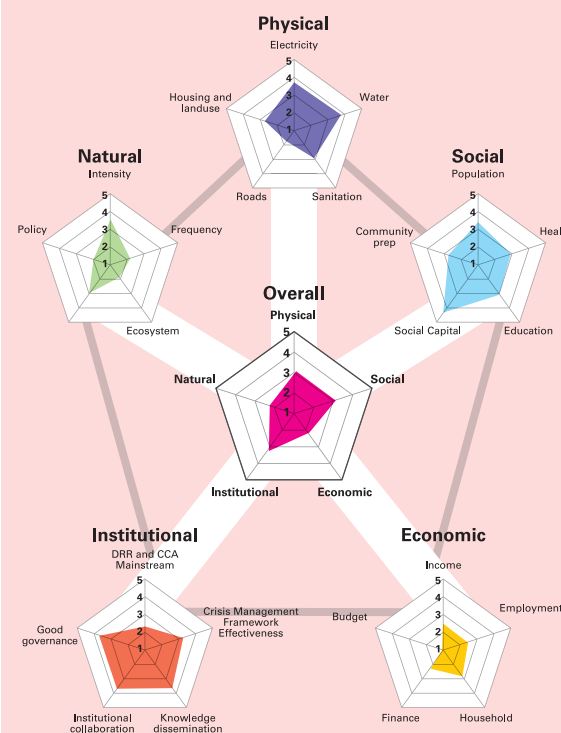 Physical
Electricity
5
4
3
2
1
Housing and
landuse
Water
Roads
Sanitation
Natural
Intensity
5
4
3
2
1
Policy
Frequency
Ecosystem
Social
Population
5
4
3
2
1
Community
prep
Heal
Social Capital
Education
Overall
Physical
5
4
3
2
1
Natural
Social
Institutional
Economic
Institutional
DRR and CCA
Mainstream
5
4
3
2
1
Good
governance
Crisis Management
Framework
Effectiveness
Institutional
collaboration
Knowledge
dissemination
Economic
Income
5
4
3
2
1
Budget
Employment
Finance
Household